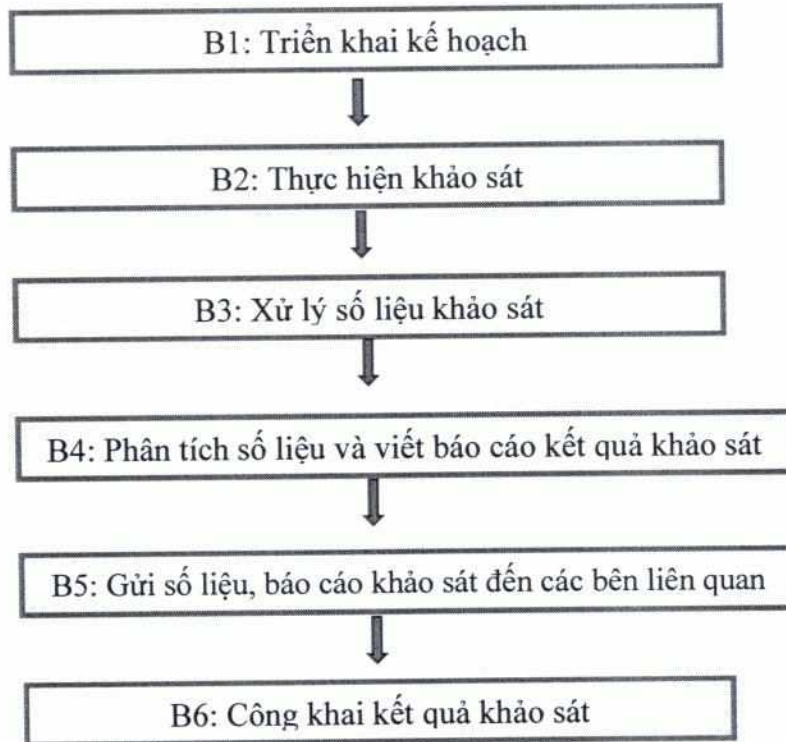 B1: Triển khai kế hoạch
B2: Thực hiện khảo sát
B3: Xử lý số liệu khảo sát
B4: Phân tích số liệu và viết báo cáo kết quả khảo sát
B5: Gửi số liệu, báo cáo khảo sát đến các bên liên quan
B6: Công khai kết quả khảo sát